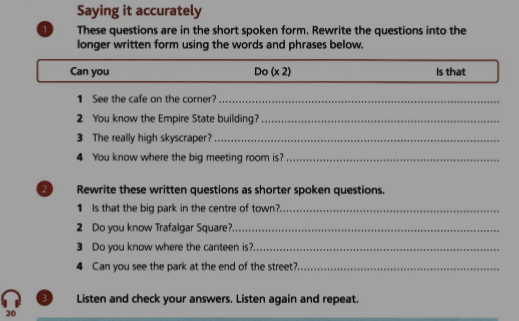 Saying it accurately
1 These questions are in the short spoken form. Rewrite the questions into the
longer written form using the words and phrases below.
Can you Do (x 2) Is that
1 See the cafe on the corner?
2 You know the Empire State building?
3 The really high skyscraper?
4 You know where the big meeting room is?
2 Rewrite these written questions as shorter spoken questions.
1 Is that the big park in the centre of town?
2 Do you know Trafalgar Square?
3 Do you know where the canteen is?
4 Can you see the park at the end of the street?
3 Listen and check your answers. Listen again and repeat.
20